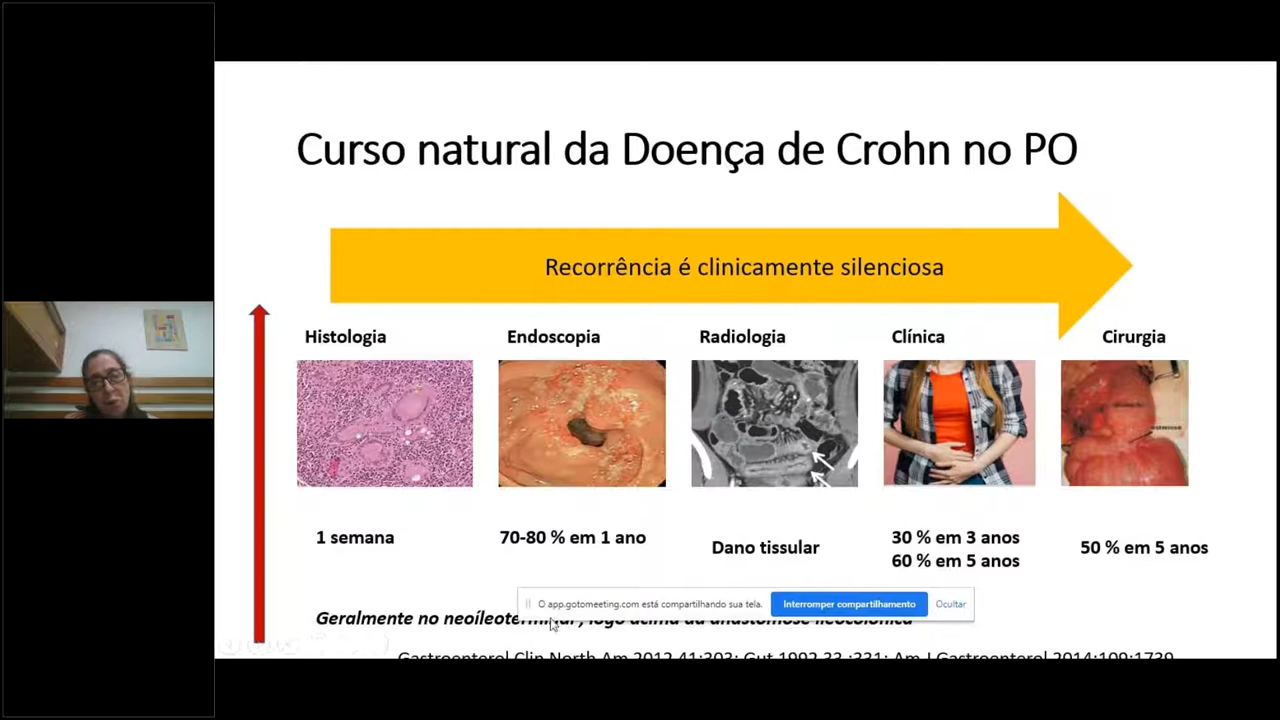 Curso natural da Doença de Crohn no PO
Recorrência é clinicamente silenciosa
Histologia
Endoscopia
Radiologia
Clínica
Cirurgia
1 semana
70-80 % em 1 ano
Dano tissular
30 % em 3 anos
60 % em 5 anos
50 % em 5 anos
O app.gotomeeting.com está compartilhando sua tela.
Interromper compartilhamento
Ocultar
Geralmente no neoíleoterminal , logo acima da anastomose ileocolônica
Gastroenterol Clin North Am 2012 41:303; Gut 1992 33 :331; Am J Gastroenterol 2014:109:1739